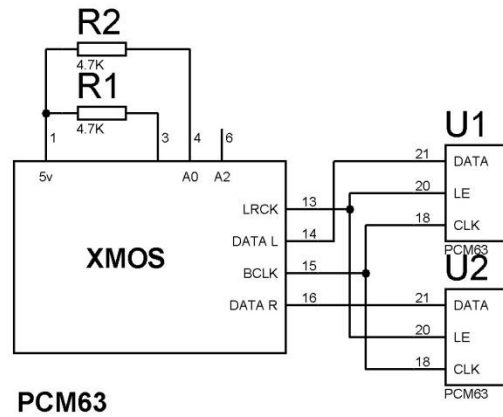 R2
4.7K
R1
4.7K
1
3
4
6
5v
A0
A2
XMOS
LRCK
13
DATA L
14
BCLK
15
DATA R
16
U1
21
DATA
20
LE
18
CLK
PCM63
U2
21
DATA
20
LE
18
CLK
PCM63
PCM63